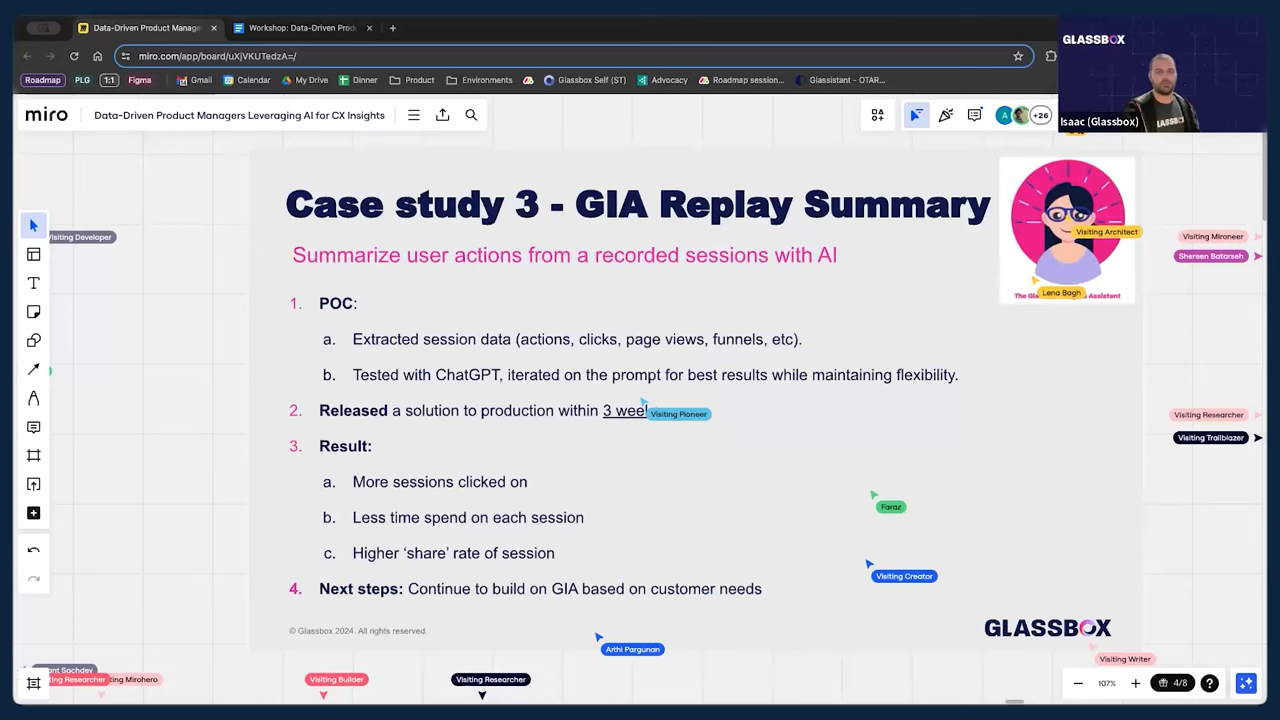 Data-Driven Product Manage
Workshop: Data-Driven Prod
miro.com/app/board/uXjVKUTedzA=/
Roadmap
PLG
1:1
Figma
Gmail
Calendar
My Drive
Dinner
Product
Environments
Glassbox Self (ST)
Advocacy
Roadmap session...
Glassistant - OTAR...
GLASSBOX
GLASSBOX
Isaac (Glassbox)
miro
Data-Driven Product Managers Leveraging AI for CX Insights
A
+26
Case study 3 - GIA Replay Summary
Visiting Developer
Visiting Architect
Visiting Mironeer
Summarize user actions from a recorded sessions with AI
Shereen Batarseh
Lena Bagh
1. POC:
a. Extracted session data (actions, clicks, page views, funnels, etc).
b. Tested with ChatGPT, iterated on the prompt for best results while maintaining flexibility.
2. Released a solution to production within 3 week
Visiting Pioneer
Visiting Researcher
Visiting Trailblazer
3. Result:
a. More sessions clicked on
b. Less time spend on each session
Faraz
c. Higher ‘share’ rate of session
Visiting Creator
4. Next steps: Continue to build on GIA based on customer needs
© Glassbox 2024. All rights reserved.
GLASSBOX
Arthi Pargunan
Visiting Writer
ant Sachdev
iting Researcher
ting Mirohero
Visiting Builder
Visiting Researcher
107%
4/8